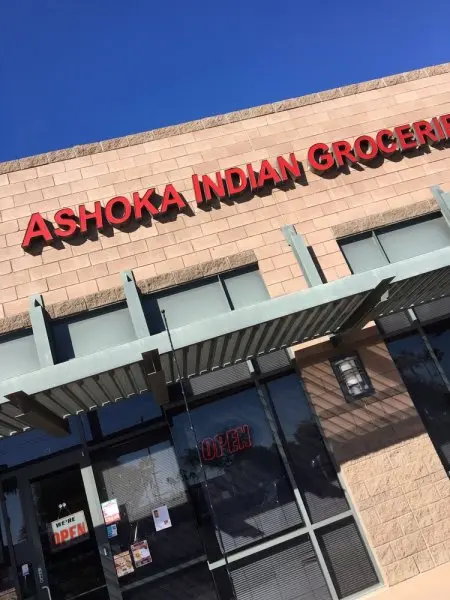 ASHOKA INDIAN GROCERIE
OPEN
WE'RE
OPEN